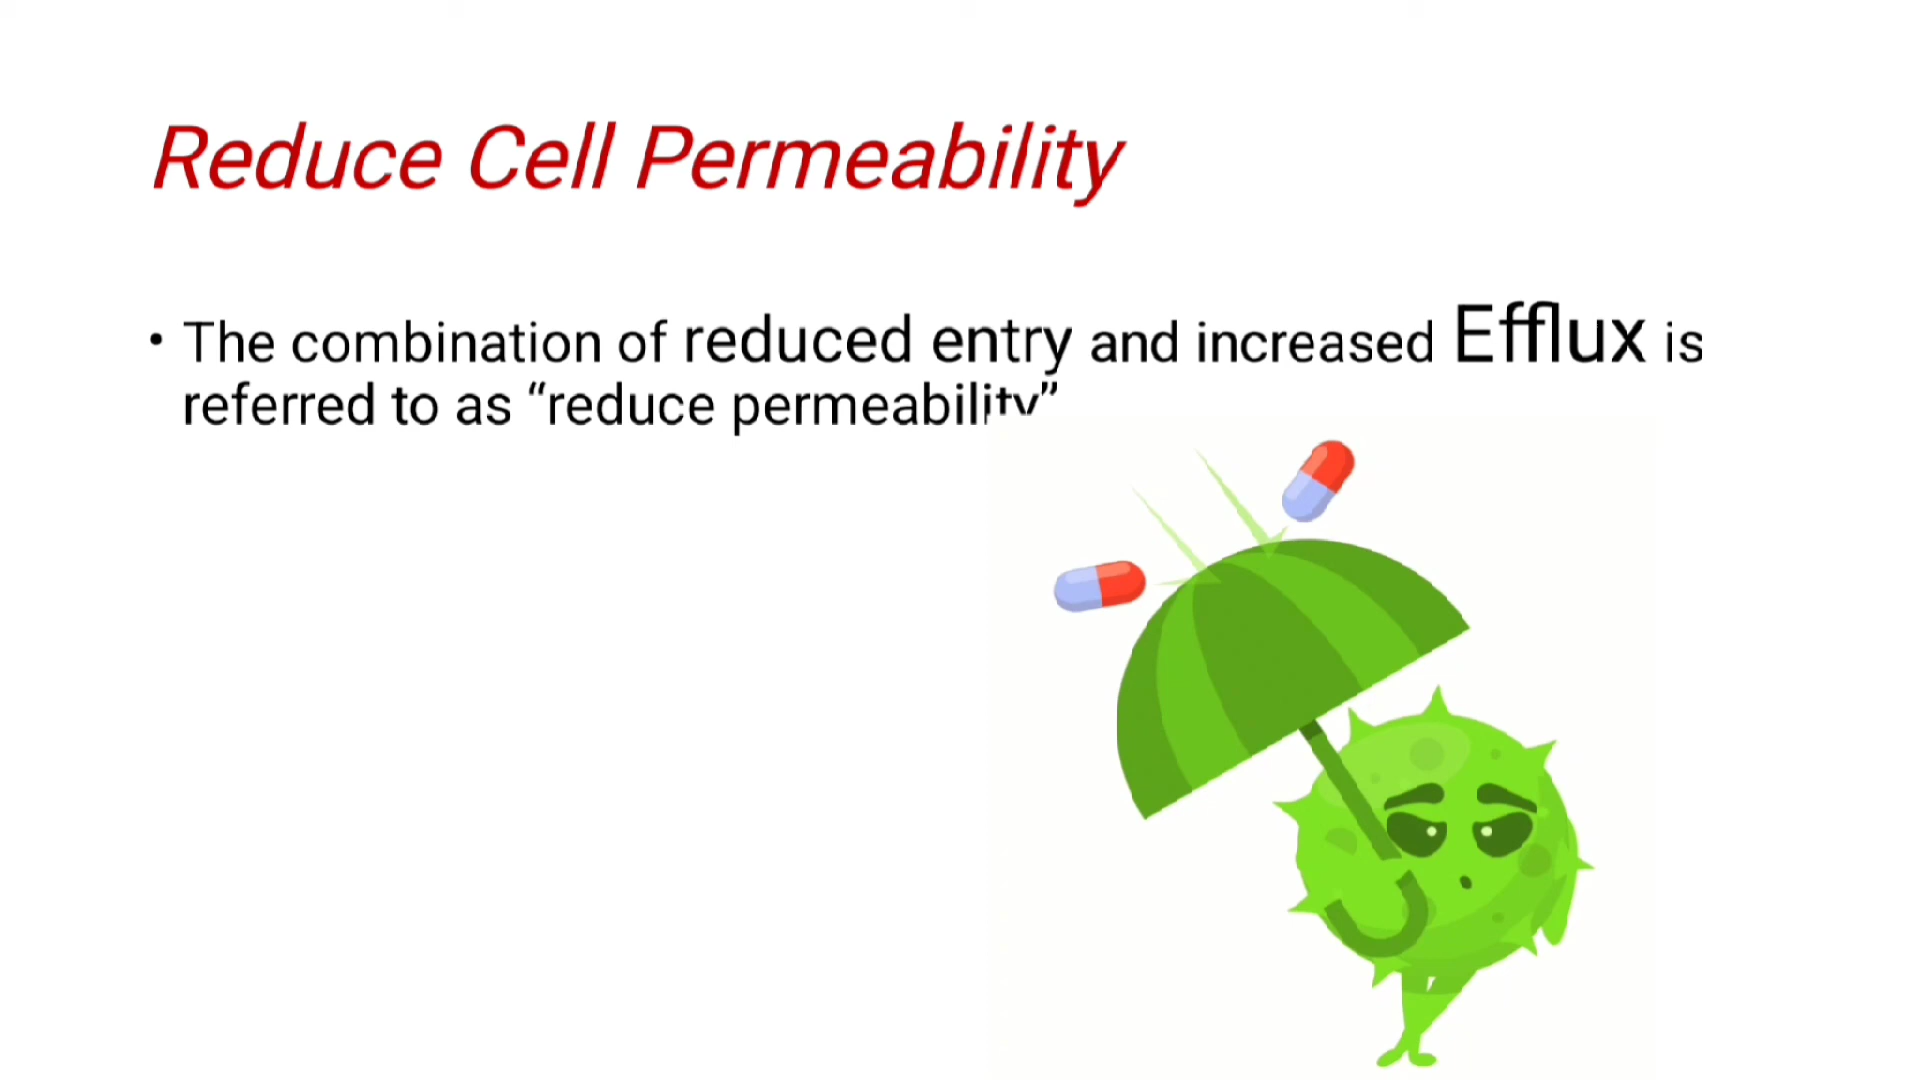 Reduce Cell Permeability
• The combination of reduced entry and increased Efflux is
referred to as “reduce permeability”